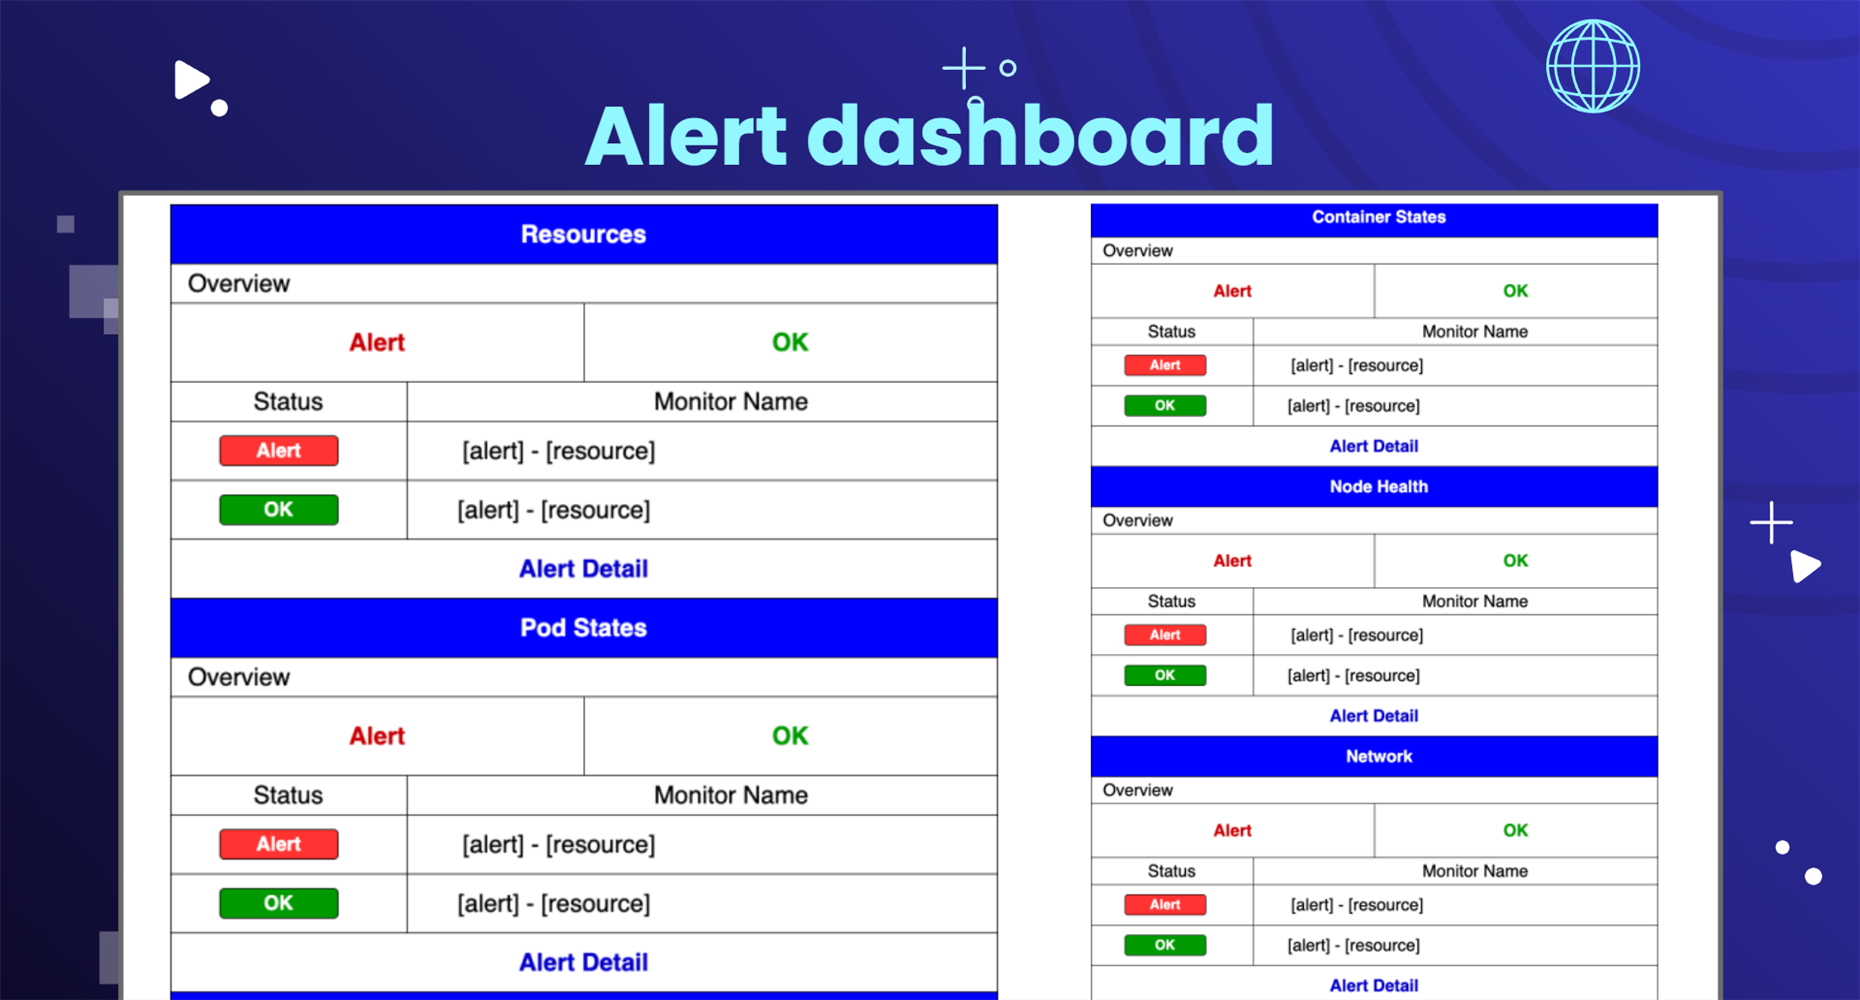 Alert dashboard
Resources
Overview
Alert OK
Status Monitor Name
Alert [alert] - [resource]
OK [alert] - [resource]
Alert Detail
Pod States
Overview
Alert OK
Status Monitor Name
Alert [alert] - [resource]
OK [alert] - [resource]
Alert Detail
Container States
Overview
Alert OK
Status Monitor Name
Alert [alert] - [resource]
OK [alert] - [resource]
Alert Detail
Node Health
Overview
Alert OK
Status Monitor Name
Alert [alert] - [resource]
OK [alert] - [resource]
Alert Detail
Network
Overview
Alert OK
Status Monitor Name
Alert [alert] - [resource]
OK [alert] - [resource]
Alert Detail